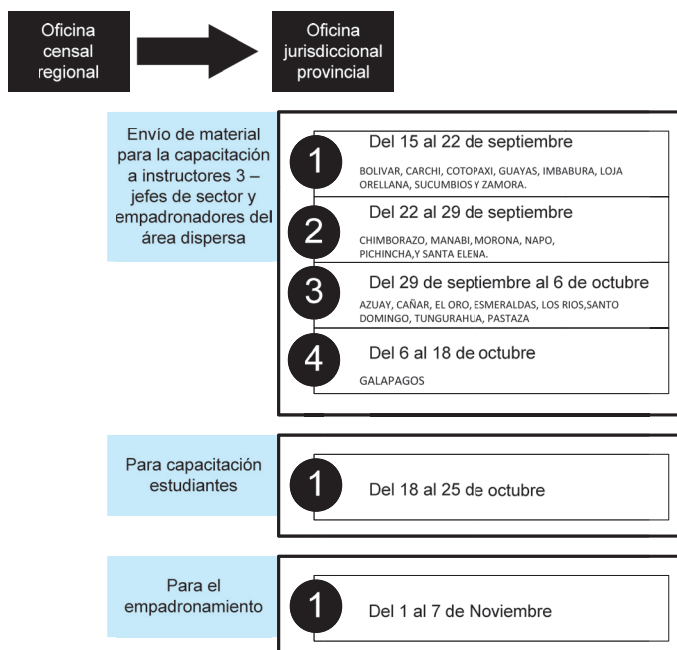 Oficina
censal
regional
Oficina
jurisdiccional
provincial
Envío de material
para la capacitación
a instructores 3 –
jefes de sector y
empadronadores del
área dispersa
1
Del 15 al 22 de septiembre
BOLIVAR, CARCHI, COTOPAXI, GUAYAS, IMBABURA, LOJA
ORELLANA, SUCUMBIOS Y ZAMORA.
2
Del 22 al 29 de septiembre
CHIMBORAZO, MANABI, MORONA, NAPO,
PICHINCHA,Y SANTA ELENA.
3
Del 29 de septiembre al 6 de octubre
AZUAY, CAÑAR, EL ORO, ESMERALDAS, LOS RIOS,SANTO
DOMINGO, TUNGURAHUA, PASTAZA
4
Del 6 al 18 de octubre
GALAPAGOS
Para capacitación
estudiantes
1
Del 18 al 25 de octubre
Para el
empadronamiento
1
Del 1 al 7 de Noviembre